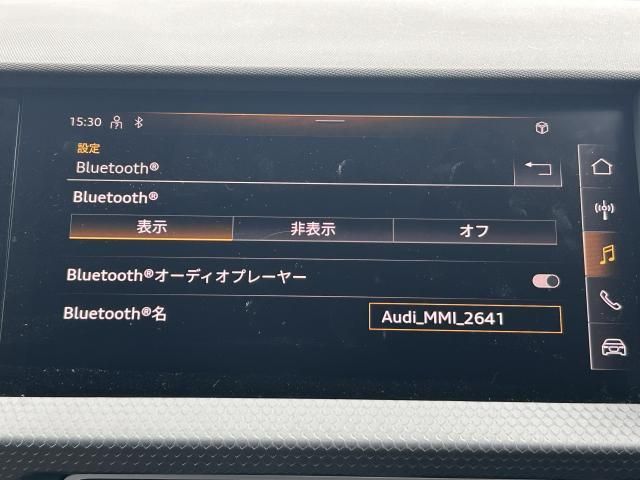 15:30
設定
Bluetooth®
Bluetooth®
表示 非表示 オフ
Bluetooth®オーディオプレーヤー
Bluetooth®名 Audi_MMI_2641